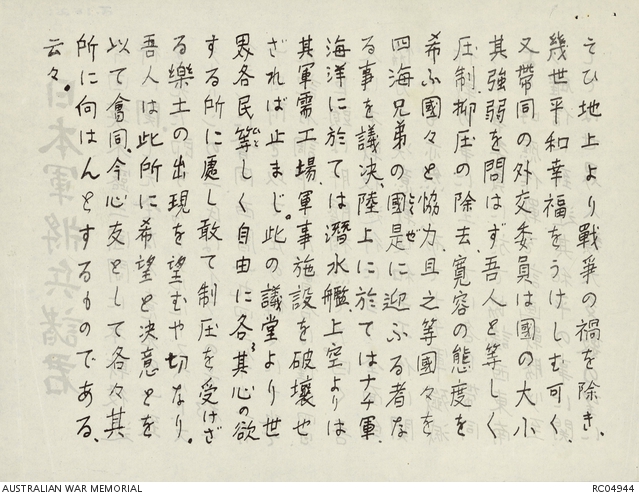 そひ地上より戰爭の禍を除き、
幾世平和幸福をうけしむ可く、
又帶同の外交委員は國の大小
其強弱を問はず吾人と等しく
圧制抑圧の除去、寛容の態度を
希ふ國々と協力且之等國々を
四海兄弟の國是に迎ふる者な
る事を議決、陸上に於てはナチ軍、
海洋に於ては潛水艦上空よりは
其軍需工場、軍事施設を破壞せ
ざれば止まじ。此の議堂より世
界各民等しく自由に各々其心の欲
する所に處し敢て制圧を受けざ
る樂土の出現を望むや切なり。
吾人は此所に希望と決意とを
以て會同、今心友として各々其
所に向はんとするものである、
云々。
AUSTRALIAN WAR MEMORIAL
RC04944